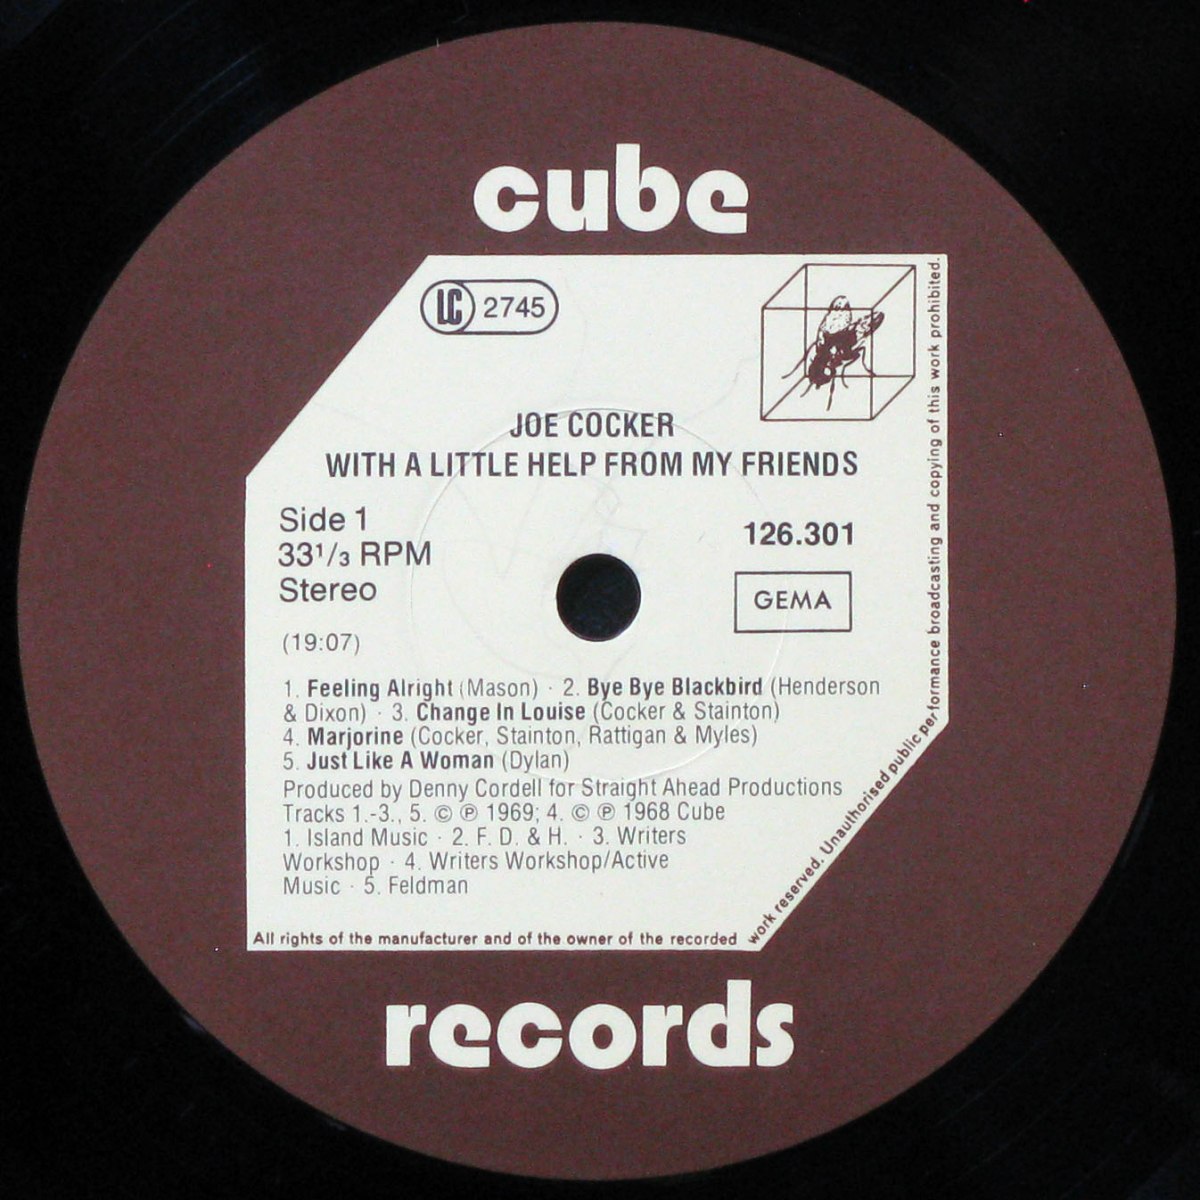 cube
LC 2745
JOE COCKER
WITH A LITTLE HELP FROM MY FRIENDS
Side 1
33¹/₃ RPM
Stereo
126.301
GEMA
(19:07)
1. Feeling Alright (Mason) · 2. Bye Bye Blackbird (Henderson
& Dixon) · 3. Change In Louise (Cocker & Stainton)
4. Marjorine (Cocker, Stainton, Rattigan & Myles)
5. Just Like A Woman (Dylan)
Produced by Denny Cordell for Straight Ahead Productions
Tracks 1.-3., 5. © ℗ 1969; 4. © ℗ 1968 Cube
1. Island Music · 2. F. D. & H. · 3. Writers
Workshop · 4. Writers Workshop/Active
Music · 5. Feldman
All rights of the manufacturer and of the owner of the recorded
work reserved. Unauthorised public performance broadcasting and copying of this work prohibited.
records